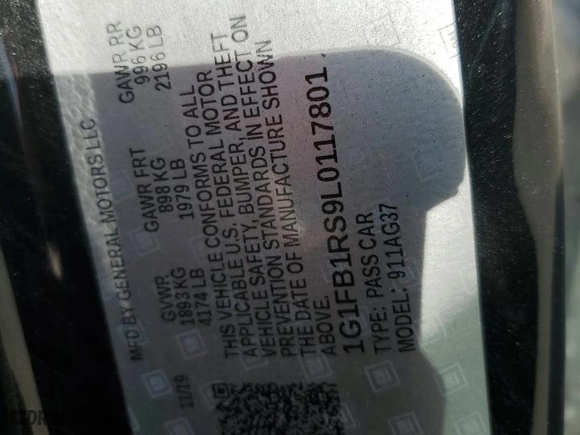 MFD BY GENERAL MOTORS LLC
11/19
GVWR
1893 KG
4174 LB
GAWR FRT
898 KG
1979 LB
GAWR RR
996 KG
2196 LB
THIS VEHICLE CONFORMS TO ALL
APPLICABLE U.S. FEDERAL MOTOR
VEHICLE SAFETY, BUMPER, AND THEFT
PREVENTION STANDARDS IN EFFECT ON
THE DATE OF MANUFACTURE SHOWN
ABOVE.
1G1FB1RS9L0117801
TYPE: PASS CAR
MODEL: 911AG37